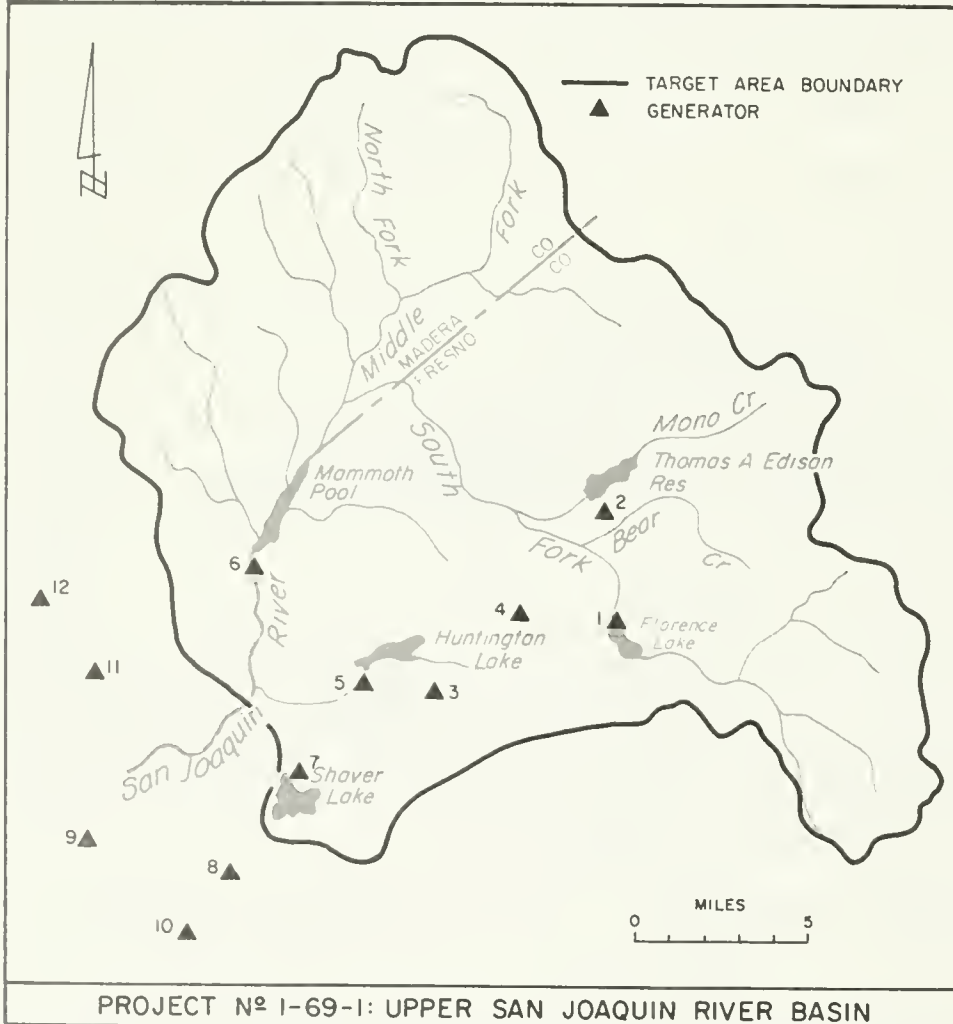 TARGET AREA BOUNDARY
GENERATOR
North Fork
Fork
CO
CO
Middle
MADERA
FRESNO
South
Mono Cr
Mammoth
Pool
Thomas A Edison
Res
2
Bear
Cr
Fork
6
River
12
4
1
Florence
Lake
Huntington
Lake
11
5
3
San Joaquin
7
Shaver
Lake
9
8
10
MILES
0 5
PROJECT Nº 1-69-1: UPPER SAN JOAQUIN RIVER BASIN